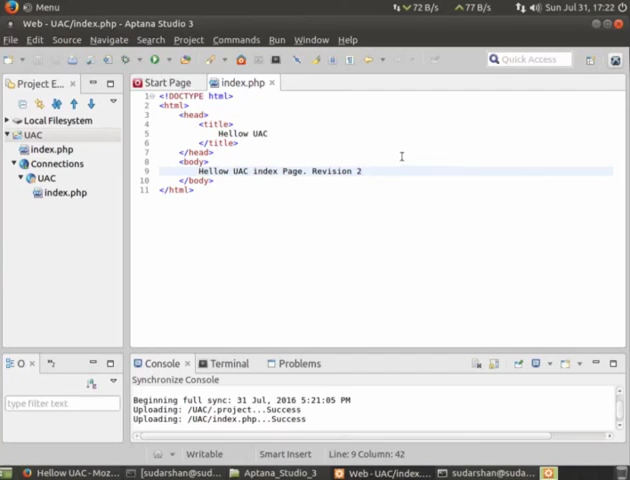 Menu 72 B/s 77 B/s Sun Jul 31, 17:22
Web - UAC/index.php - Aptana Studio 3
File Edit Source Navigate Search Project Commands Run Window Help
Quick Access
Project E...
Local Filesystem
UAC
index.php
Connections
UAC
index.php
Start Page index.php
1 <!DOCTYPE html>
2 <html>
3 <head>
4 <title>
5 Hellow UAC
6 </title>
7 </head>
8 <body>
9 Hellow UAC index Page. Revision 2
10 </body>
11 </html>
O
type filter text
Console Terminal Problems
Synchronize Console
Beginning full sync: 31 Jul, 2016 5:21:05 PM
Uploading: /UAC/.project...Success
Uploading: /UAC/index.php...Success
Writable Smart Insert Line: 9 Column: 42
Hellow UAC - Moz... [sudarshan@sud... Aptana_Studio_3 Web - UAC/index.... sudarshan@suda...